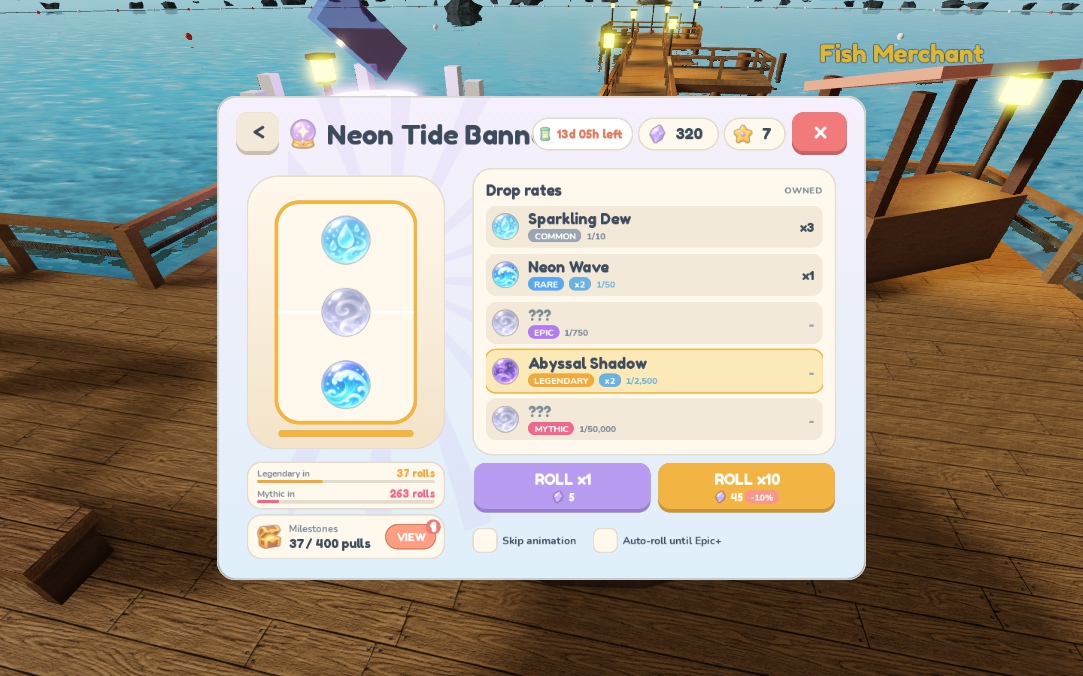 Fish Merchant
<
Neon Tide Bann
13d 05h left
320
7
Drop rates
OWNED
Sparkling Dew
COMMON 1/10
x3
Neon Wave
RARE x2 1/50
x1
???
EPIC 1/750
-
Abyssal Shadow
LEGENDARY x2 1/2,500
-
???
MYTHIC 1/50,000
-
Legendary in 37 rolls
Mythic in 263 rolls
Milestones
37 / 400 pulls
VIEW
ROLL x1
5
ROLL x10
45 -10%
Skip animation
Auto-roll until Epic+